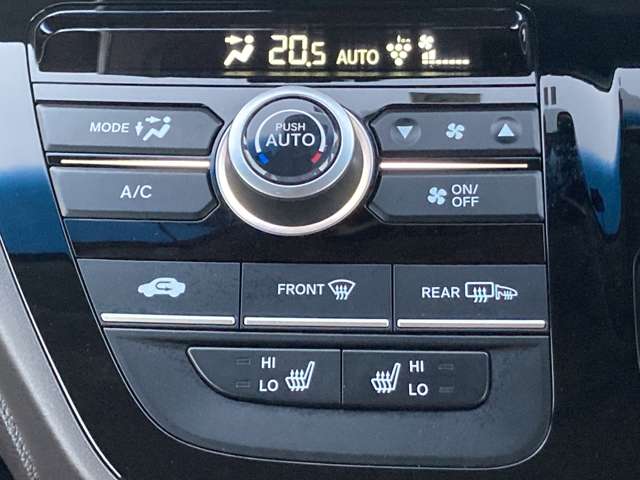 20.5 AUTO
MODE
PUSH
AUTO
A/C
ON/
OFF
FRONT
REAR
HI
LO
HI
LO